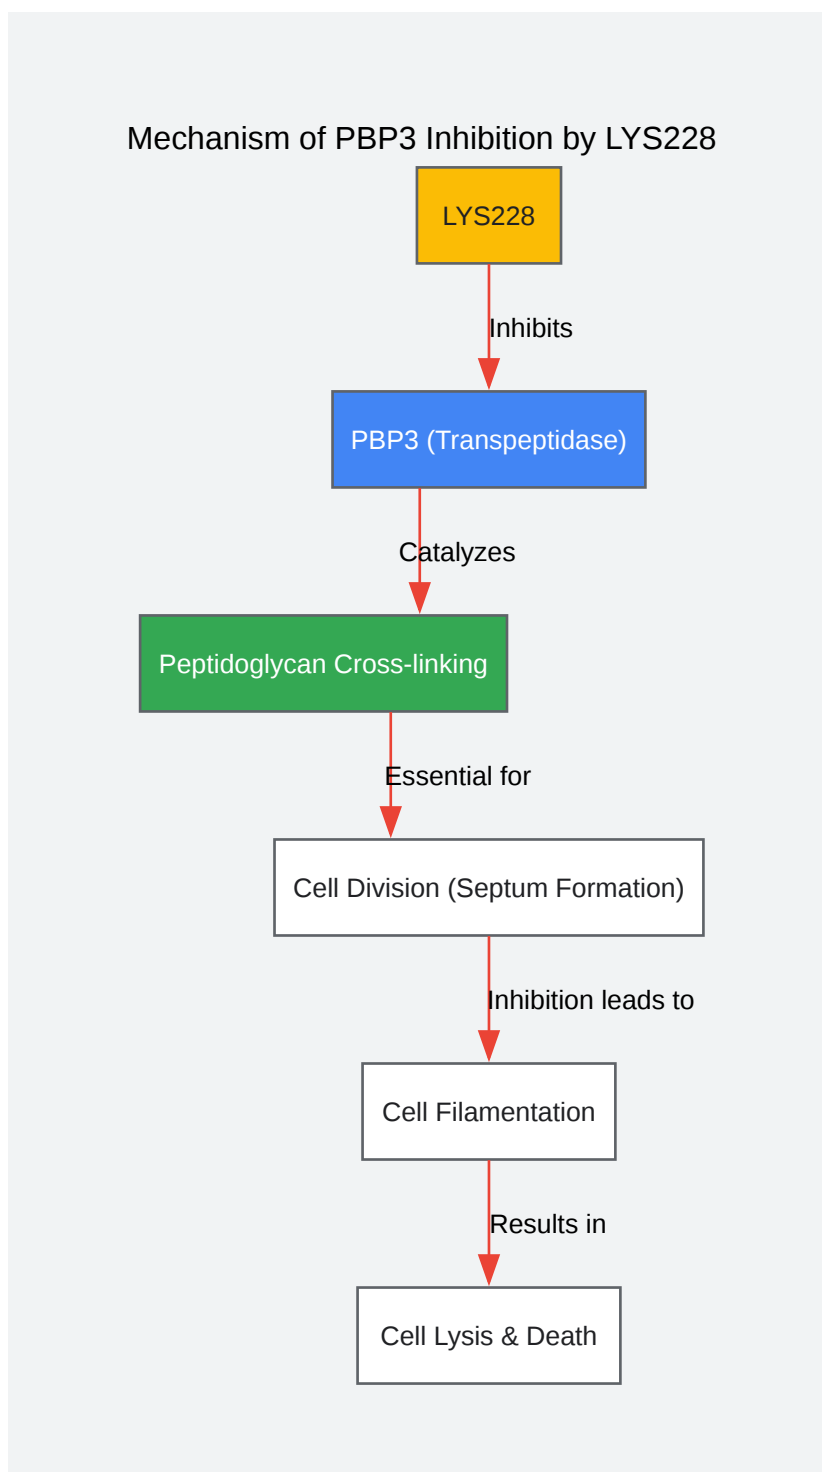 Mechanism of PBP3 Inhibition by LYS228
LYS228
Inhibits
PBP3 (Transpeptidase)
Catalyzes
Peptidoglycan Cross-linking
Essential for
Cell Division (Septum Formation)
Inhibition leads to
Cell Filamentation
Results in
Cell Lysis & Death